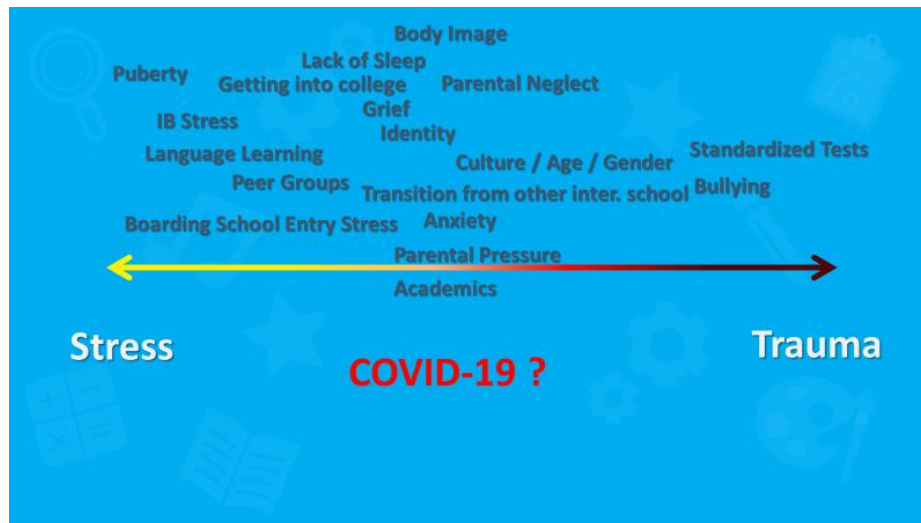 Body Image
Lack of Sleep
Puberty
Getting into college
Parental Neglect
Grief
IB Stress
Identity
Standardized Tests
Language Learning
Culture / Age / Gender
Peer Groups
Transition from other inter. school
Bullying
Boarding School Entry Stress
Anxiety
Parental Pressure
Academics
Stress
Trauma
COVID-19 ?